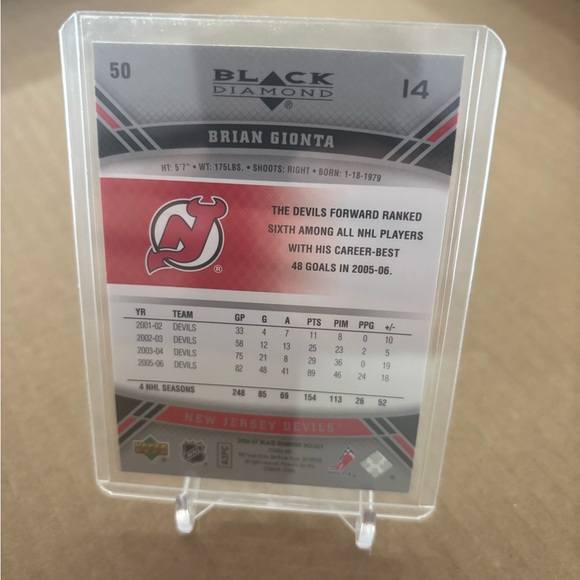 50
BLACK
DIAMOND ®
14
BRIAN GIONTA
HT: 5'7" • WT: 175LBS. • SHOOTS: RIGHT • BORN: 1-18-1979
THE DEVILS FORWARD RANKED
SIXTH AMONG ALL NHL PLAYERS
WITH HIS CAREER-BEST
48 GOALS IN 2005-06.
®
YR TEAM GP G A PTS PIM PPG +/-
2001-02 DEVILS 33 4 7 11 8 0 10
2002-03 DEVILS 58 12 13 25 23 2 5
2003-04 DEVILS 75 21 8 29 36 0 19
2005-06 DEVILS 82 48 41 89 46 24 18
4 NHL SEASONS 248 85 69 154 113 26 52
NEW JERSEY DEVILS
UPPER DECK
NHL